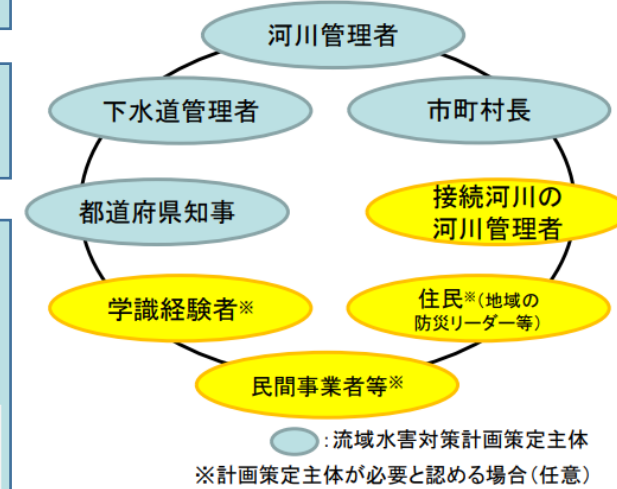 河川管理者
下水道管理者
市町村長
都道府県知事
接続河川の
河川管理者
学識経験者※
住民※(地域の
防災リーダー等)
民間事業者等※
:流域水害対策計画策定主体
※計画策定主体が必要と認める場合(任意)